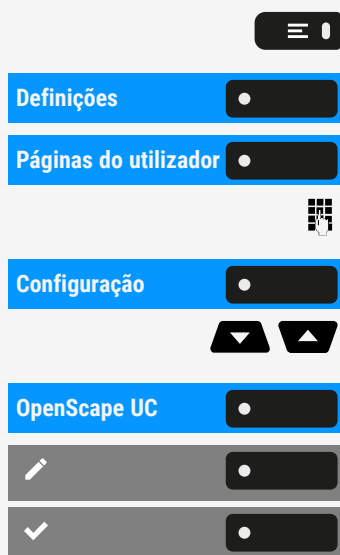 Definições
Páginas do utilizador
Configuração
OpenScape UC